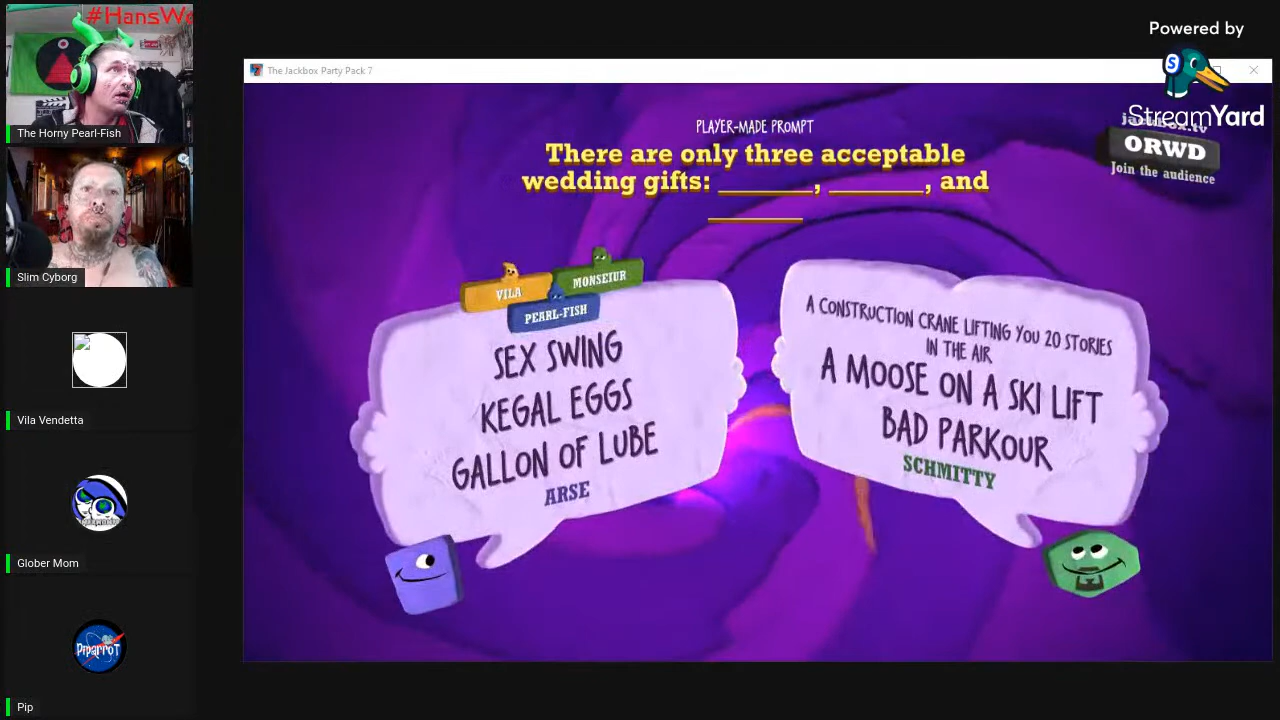 #HansWo
The Horny Pearl-Fish
Slim Cyborg
Vila Vendetta
Glober Mom
PiparroT
Pip
The Jackbox Party Pack 7
Powered by
S
StreamYard
jackbox.tv
ORWD
Join the audience
PLAYER-MADE PROMPT
There are only three acceptable
wedding gifts: ________, ________, and
________
VILA
MONSEIUR
PEARL-FISH
SEX SWING
KEGAL EGGS
GALLON OF LUBE
ARSE
A CONSTRUCTION CRANE LIFTING YOU 20 STORIES
IN THE AIR
A MOOSE ON A SKI LIFT
BAD PARKOUR
SCHMITTY